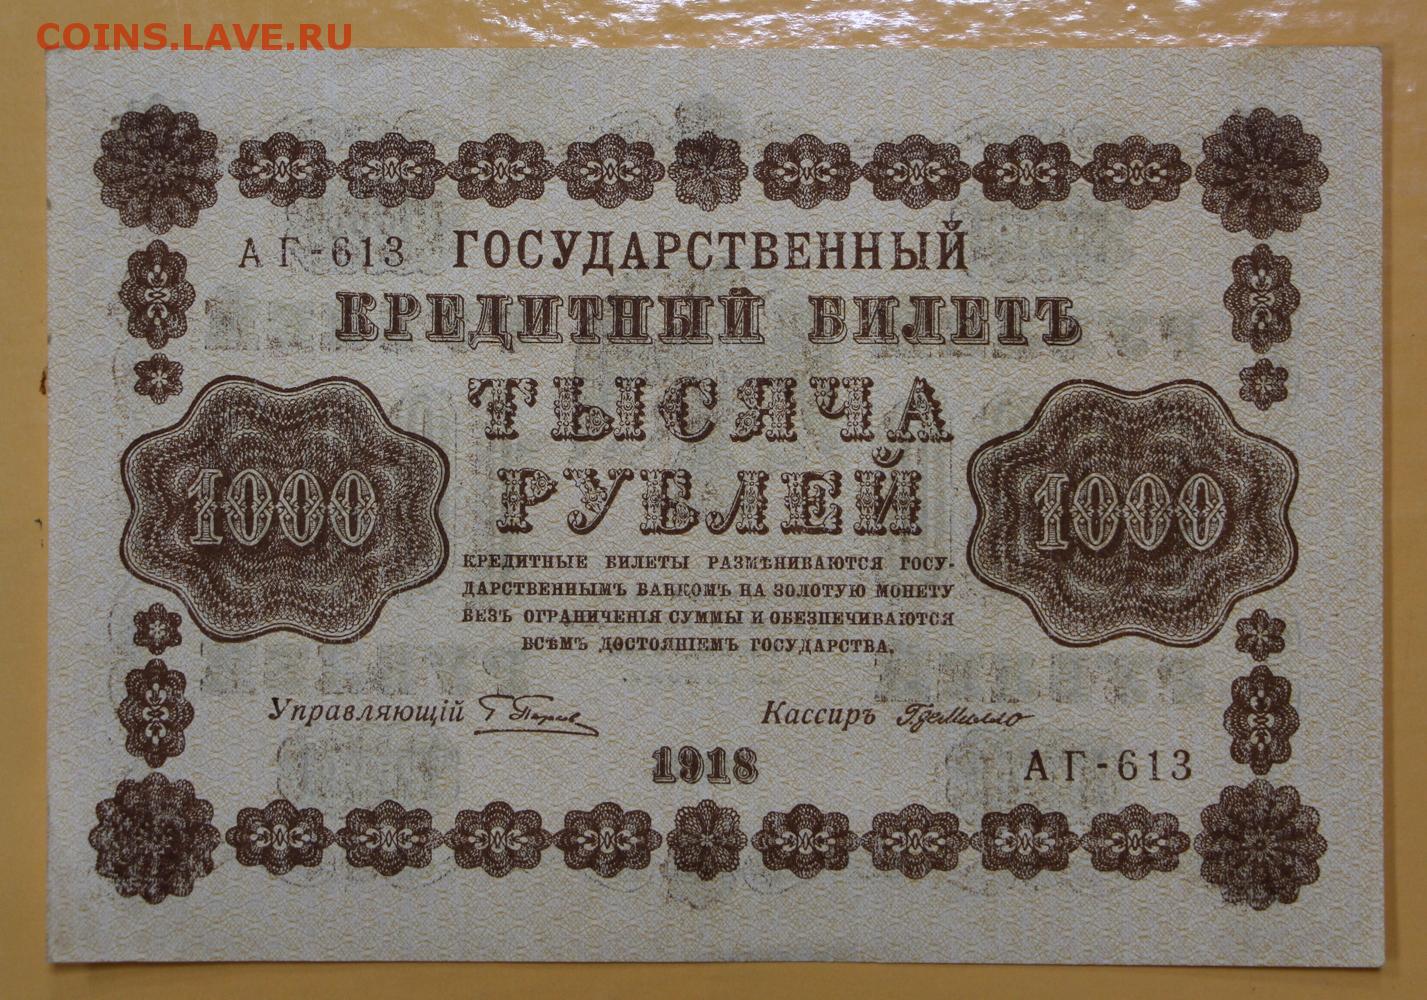 COINS.LAVE.RU
АГ-613 ГОСУДАРСТВЕННЫЙ
КРЕДИТНЫЙ БИЛЕТЪ
ТЫСЯЧА
РУБЛЕЙ
1000
1000
КРЕДИТНЫЕ БИЛЕТЫ РАЗМѢНИВАЮТСЯ ГОСУ-
ДАРСТВЕННЫМЪ БАНКОМЪ НА ЗОЛОТУЮ МОНЕТУ
БЕЗЪ ОГРАНИЧЕНІЯ СУММЫ И ОБЕЗПЕЧИВАЮТСЯ
ВСѢМЪ ДОСТОЯНІЕМЪ ГОСУДАРСТВА.
Управляющій
Кассиръ
1918
АГ-613